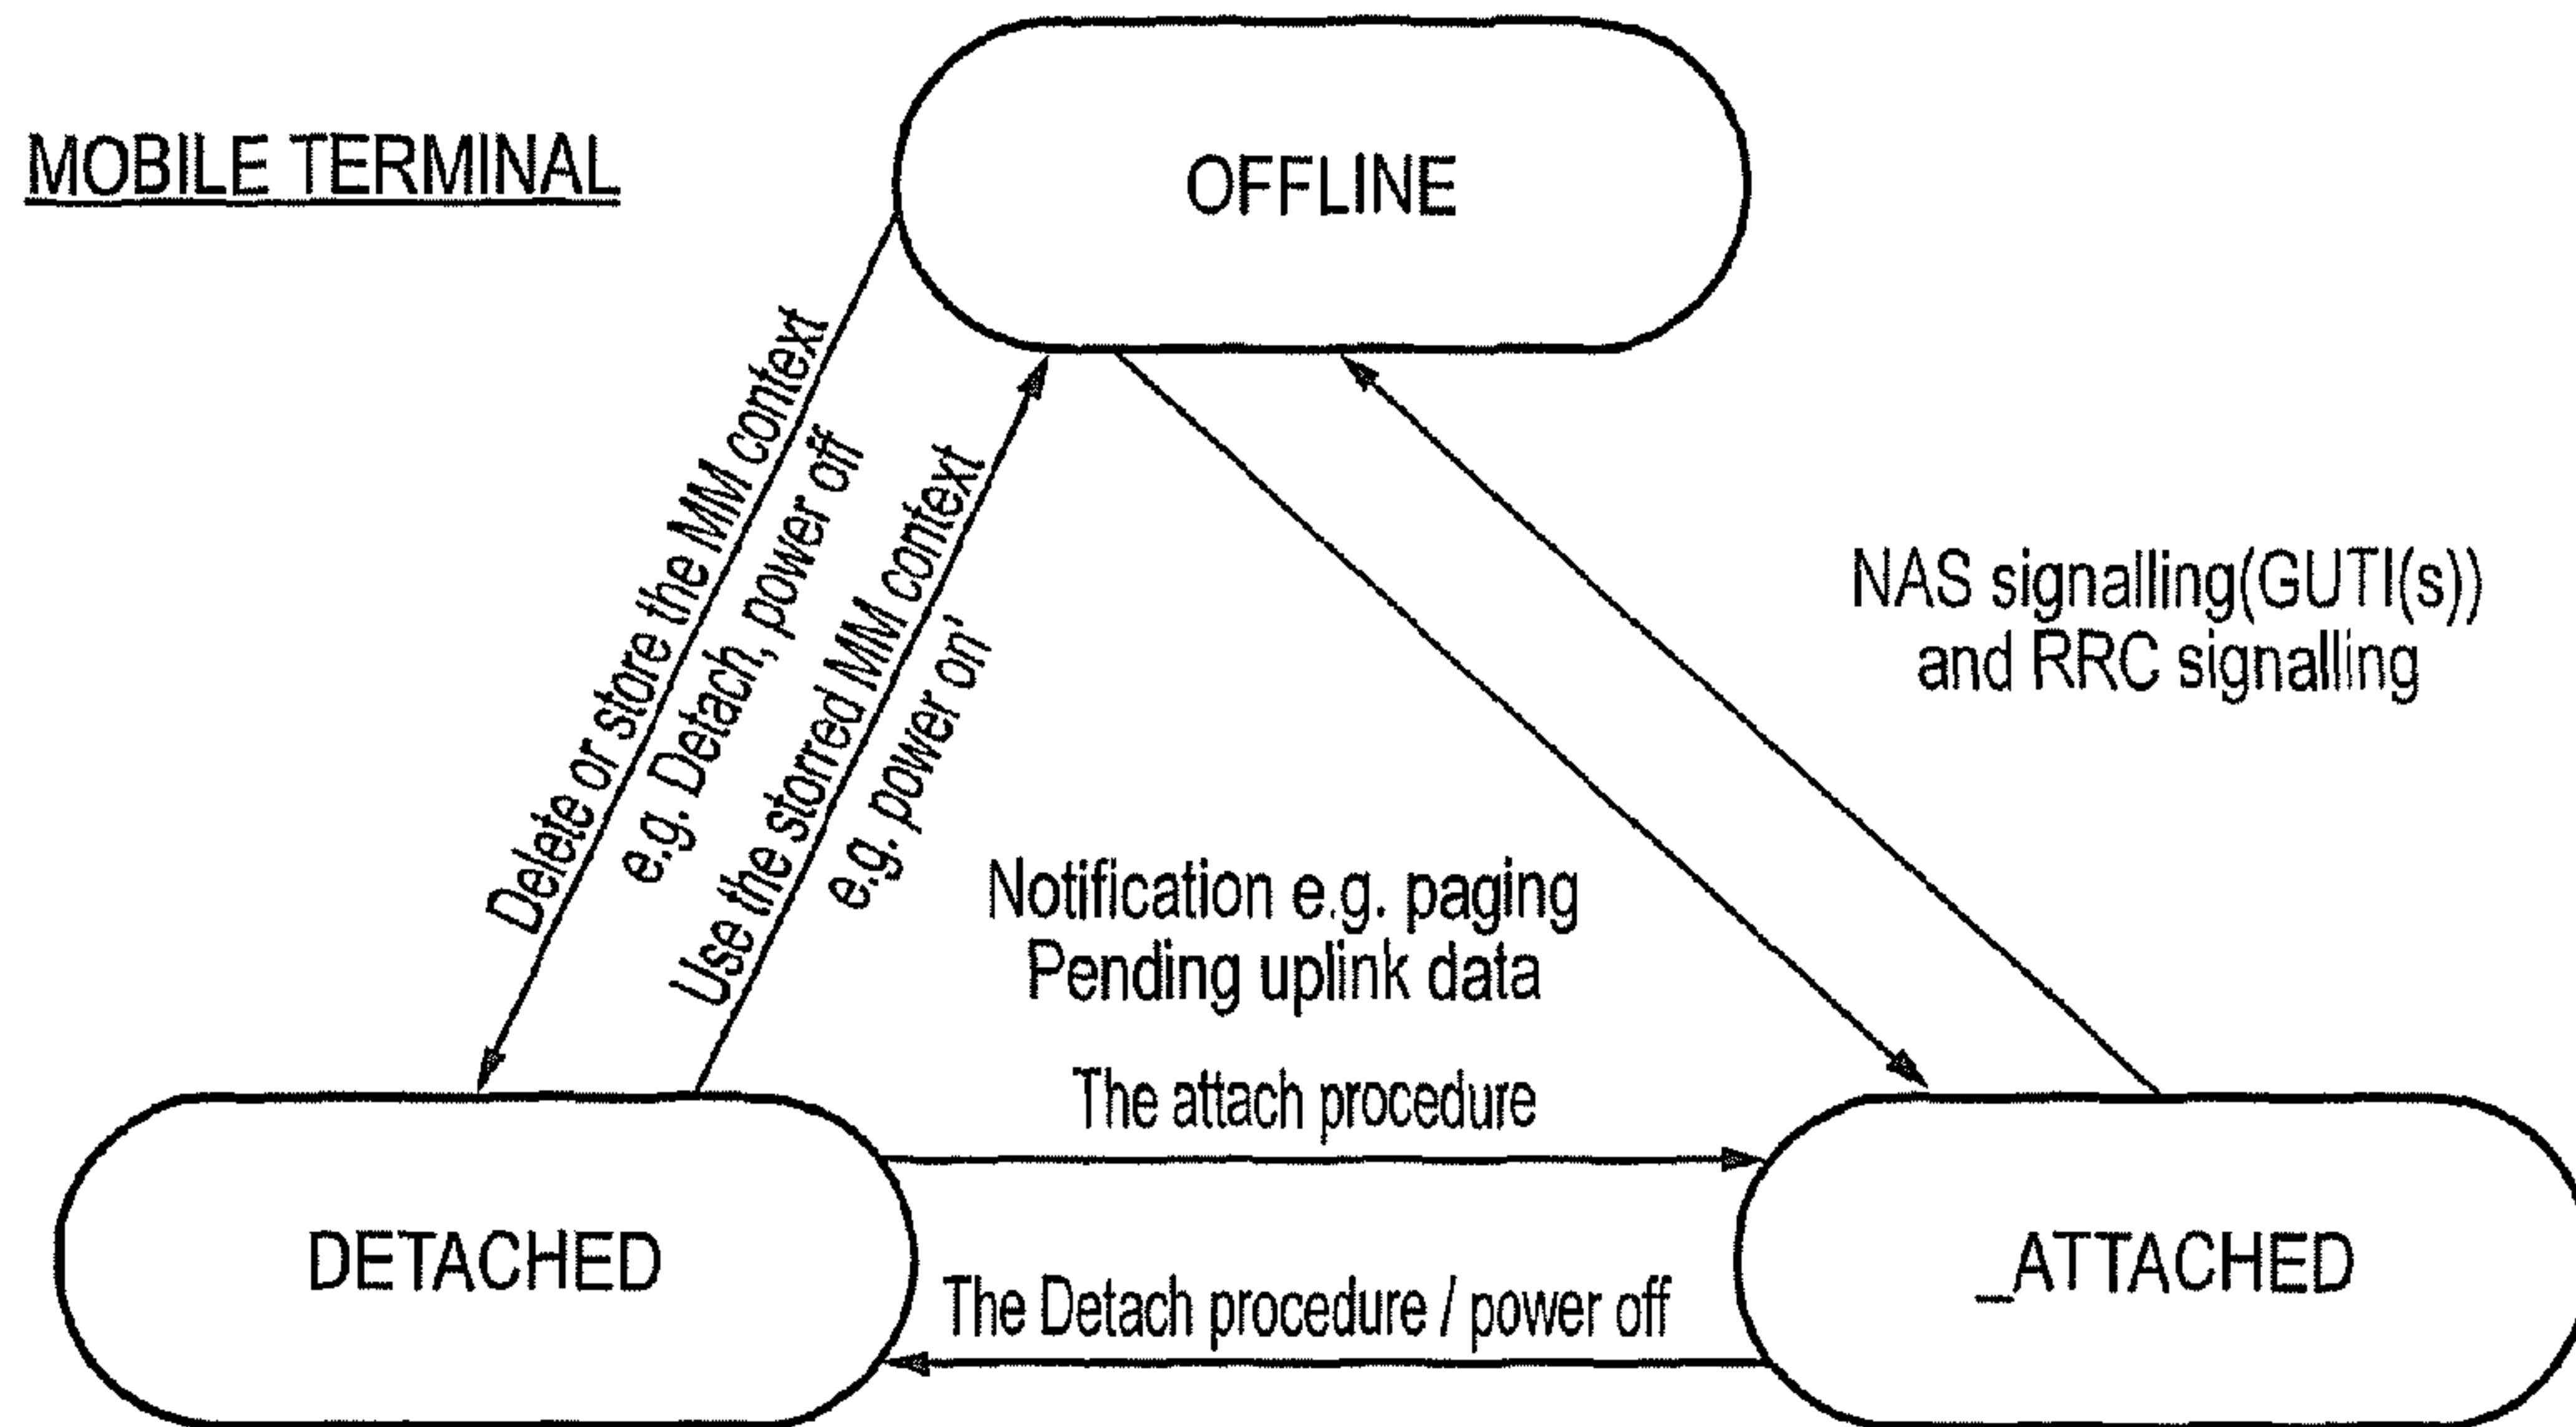 MOBILE TERMINAL
OFFLINE
Delete or store the MM context
e.g. Detach, power off
Use the storred MM context
e.g. power on'
NAS signalling(GUTI(s))
and RRC signalling
Notification e.g. paging
Pending uplink data
The attach procedure
DETACHED
_ATTACHED
The Detach procedure / power off